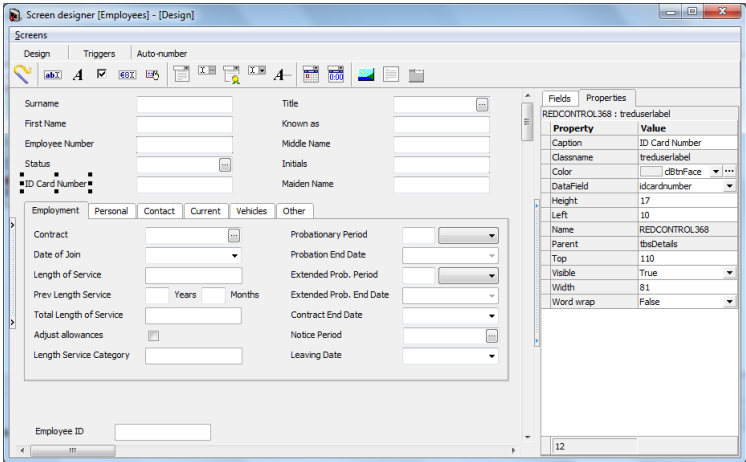 Screen designer [Employees] - [Design]
Screens
Design Triggers Auto-number
Surname Title
First Name Known as
Employee Number Middle Name
Status Initials
ID Card Number Maiden Name
Employment Personal Contact Current Vehicles Other
Contract Probationary Period
Date of Join Probation End Date
Length of Service Extended Prob. Period
Prev Length Service Years Months Extended Prob. End Date
Total Length of Service Contract End Date
Adjust allowances Notice Period
Length Service Category Leaving Date
Employee ID
Fields Properties
REDCONTROL368 : treduserlabel
Property Value
Caption ID Card Number
Classname treduserlabel
Color clBtnFace
DataField idcardnumber
Height 17
Left 10
Name REDCONTROL368
Parent tbsDetails
Top 110
Visible True
Width 81
Word wrap False
12